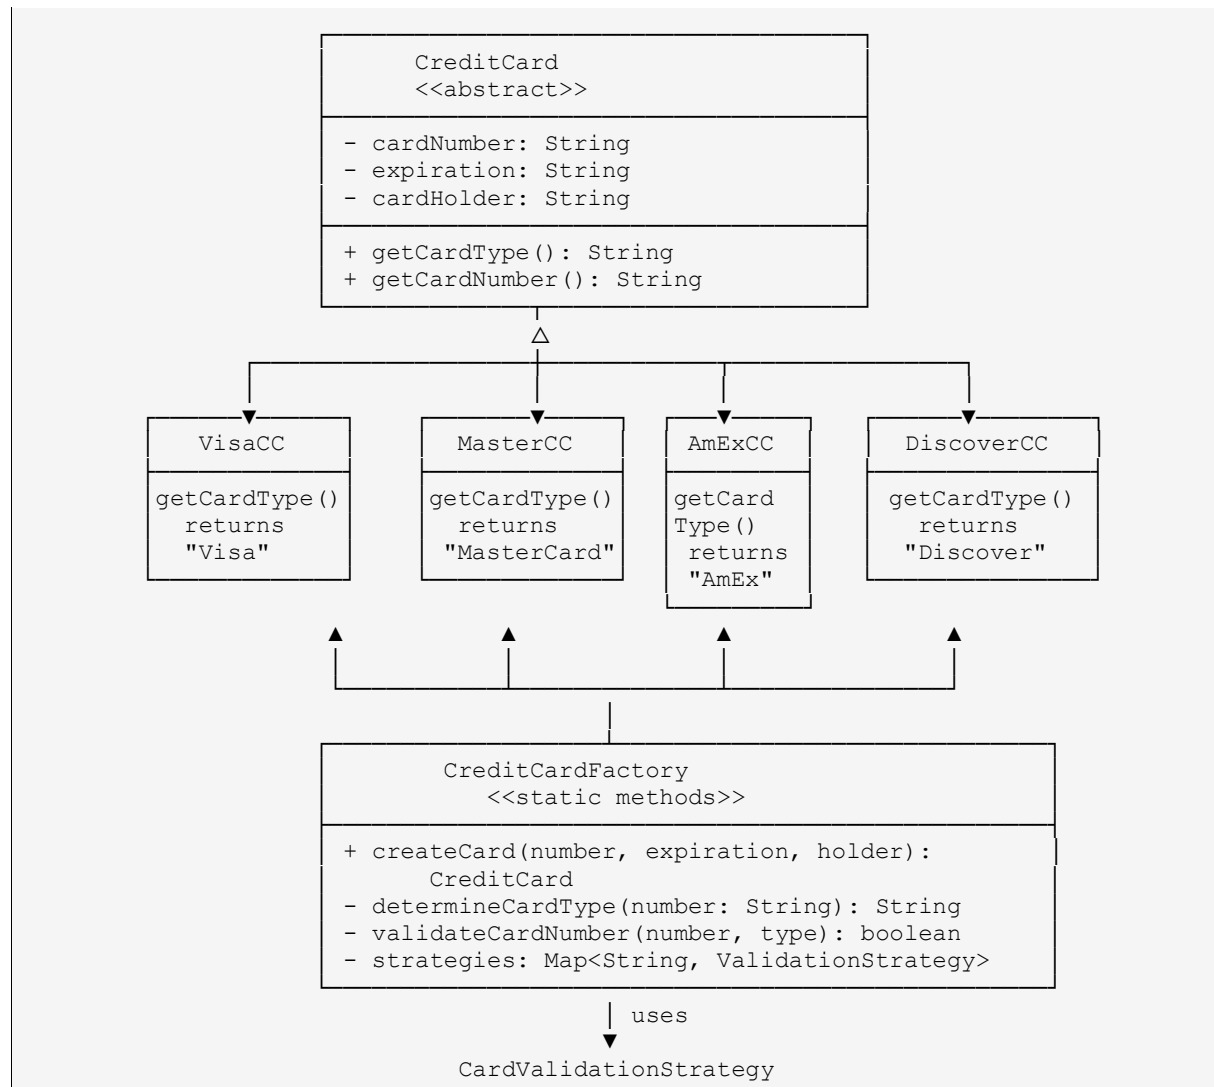 CreditCard
<<abstract>>
- cardNumber: String
- expiration: String
- cardHolder: String
+ getCardType(): String
+ getCardNumber(): String
VisaCC
MasterCC
AmExCC
DiscoverCC
getCardType()
returns
"Visa"
getCardType()
returns
"MasterCard"
getCard
Type()
returns
"AmEx"
getCardType()
returns
"Discover"
CreditCardFactory
<<static methods>>
+ createCard(number, expiration, holder):
CreditCard
- determineCardType(number: String): String
- validateCardNumber(number, type): boolean
- strategies: Map<String, ValidationStrategy>
uses
CardValidationStrategy